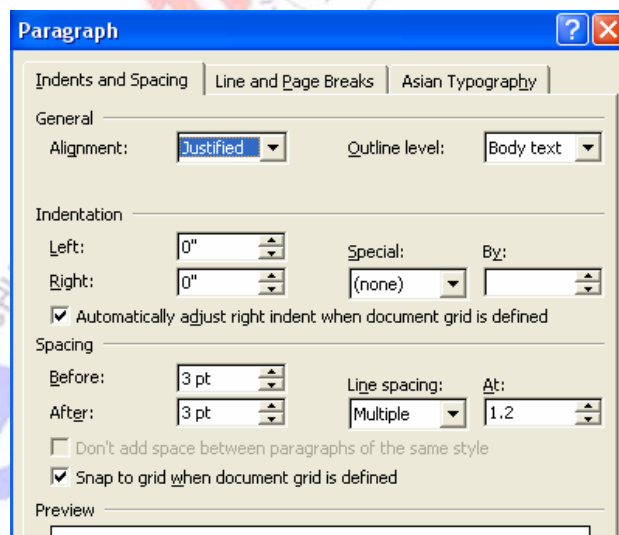 Paragraph
Indents and Spacing Line and Page Breaks Asian Typography
General
Alignment: Justified Outline level: Body text
Indentation
Left: 0" Special: By:
Right: 0" (none)
Automatically adjust right indent when document grid is defined
Spacing
Before: 3 pt Line spacing: At:
After: 3 pt Multiple 1.2
Don't add space between paragraphs of the same style
Snap to grid when document grid is defined
Preview